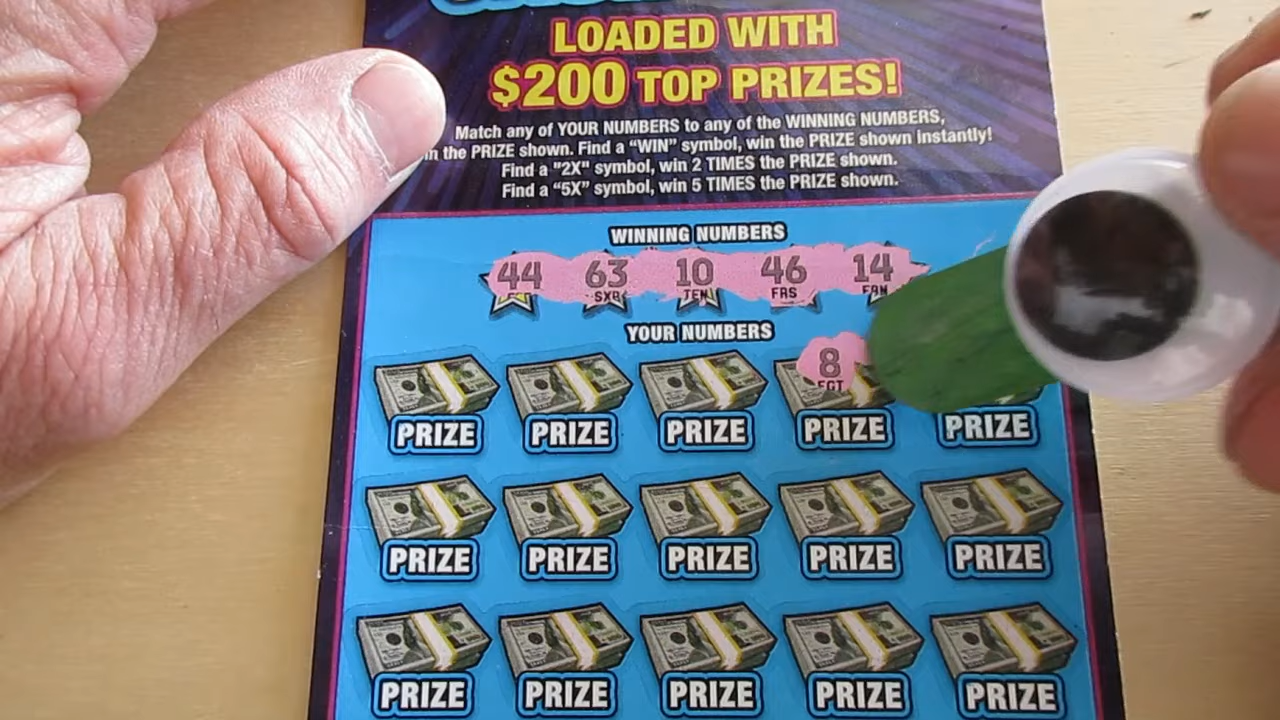 LOADED WITH
$200 TOP PRIZES!
Match any of YOUR NUMBERS to any of the WINNING NUMBERS,
the PRIZE shown. Find a “WIN” symbol, win the PRIZE shown instantly!
Find a "2X" symbol, win 2 TIMES the PRIZE shown.
Find a “5X” symbol, win 5 TIMES the PRIZE shown.
WINNING NUMBERS
44 63 10 46 14
SXR TEN FRS FRN
YOUR NUMBERS
8
EGT
PRIZE PRIZE PRIZE PRIZE PRIZE
PRIZE PRIZE PRIZE PRIZE PRIZE
PRIZE PRIZE PRIZE PRIZE PRIZE